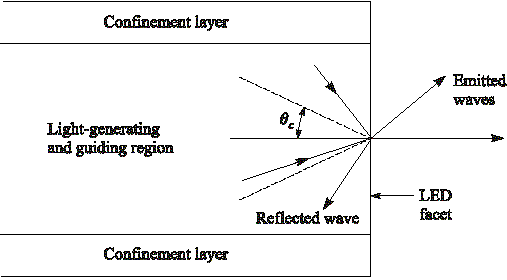 Confinement layer
Emitted
waves
θc
Light-generating
and guiding region
Reflected wave
LED
facet
Confinement layer